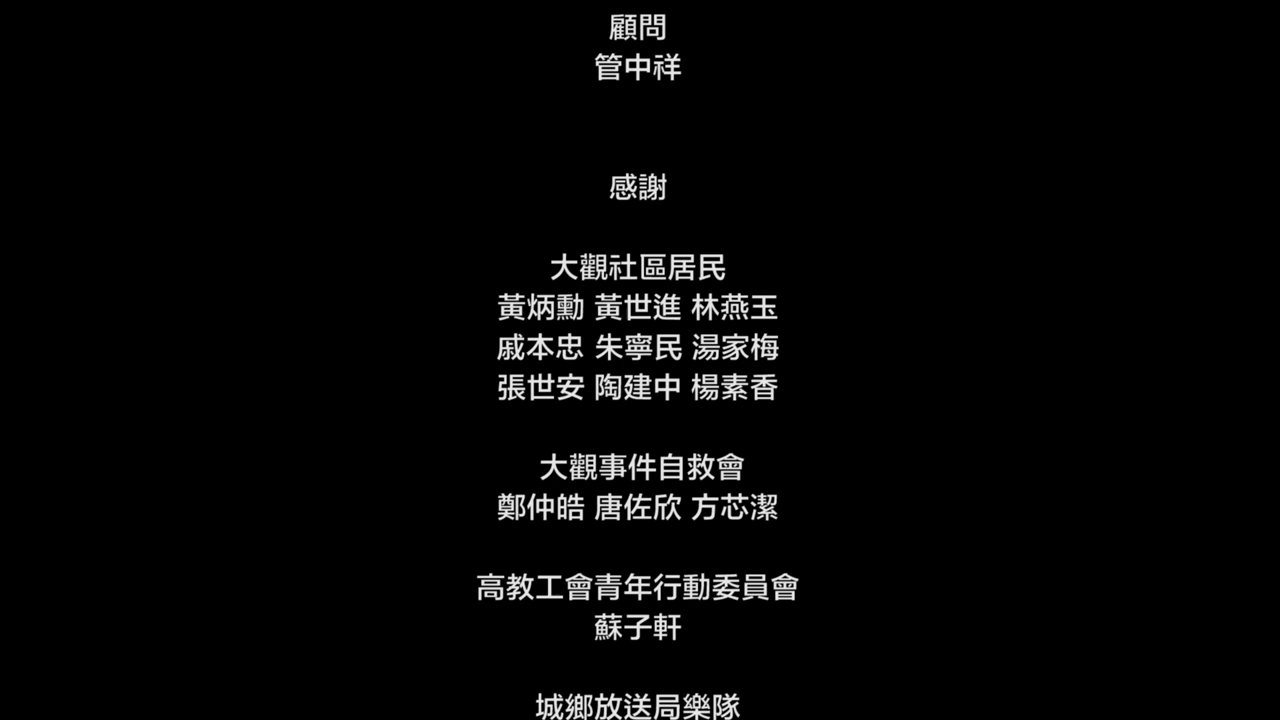 顧問
管中祥
感謝
大觀社區居民
黃炳勳 黃世進 林燕玉
戚本忠 朱寧民 湯家梅
張世安 陶建中 楊素香
大觀事件自救會
鄭仲皓 唐佐欣 方芯潔
高教工會青年行動委員會
蘇子軒
城鄉放送局樂隊